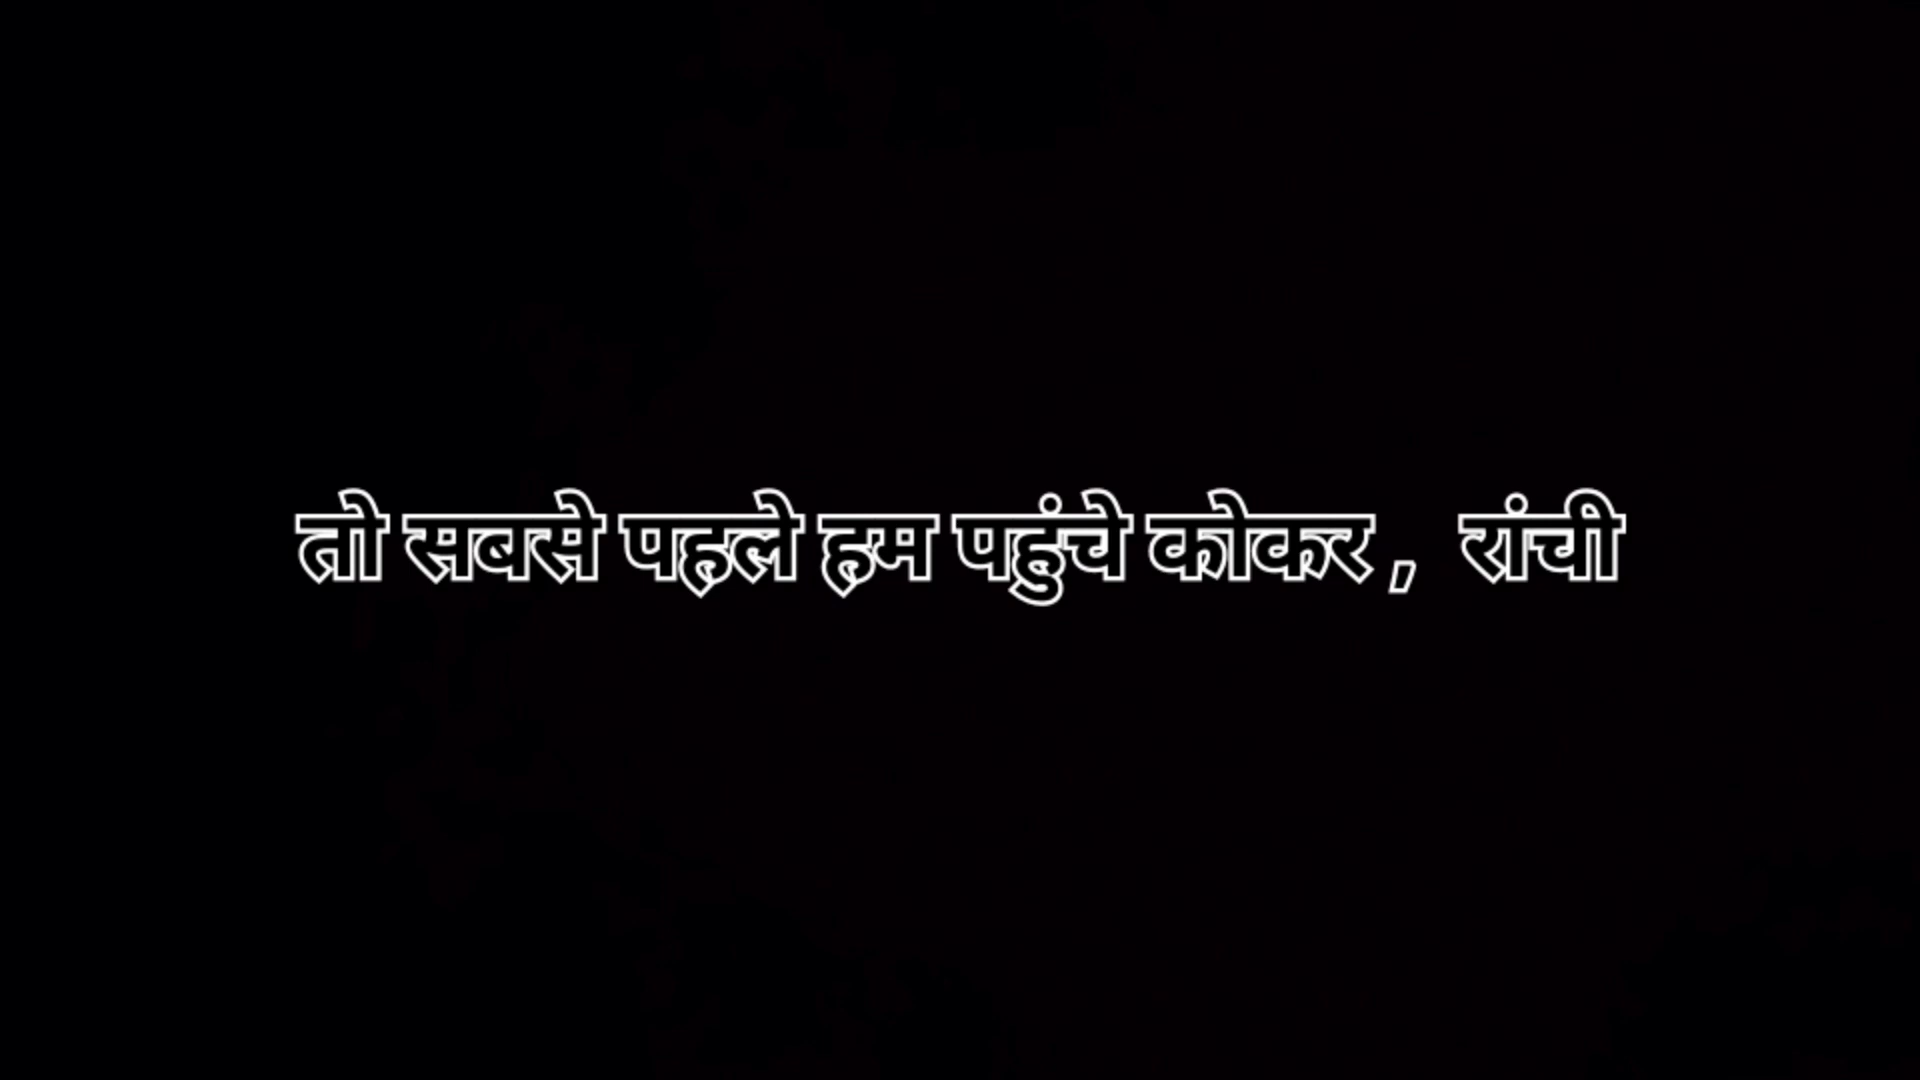 तो सबसे पहले हम पहुंचे कोकर , रांची